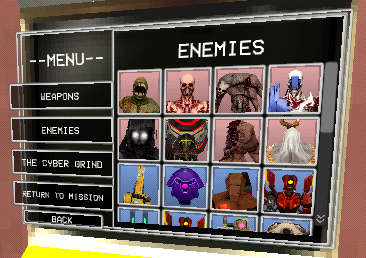 --MENU--
WEAPONS
ENEMIES
THE CYBER GRIND
RETURN TO MISSION
BACK
ENEMIES